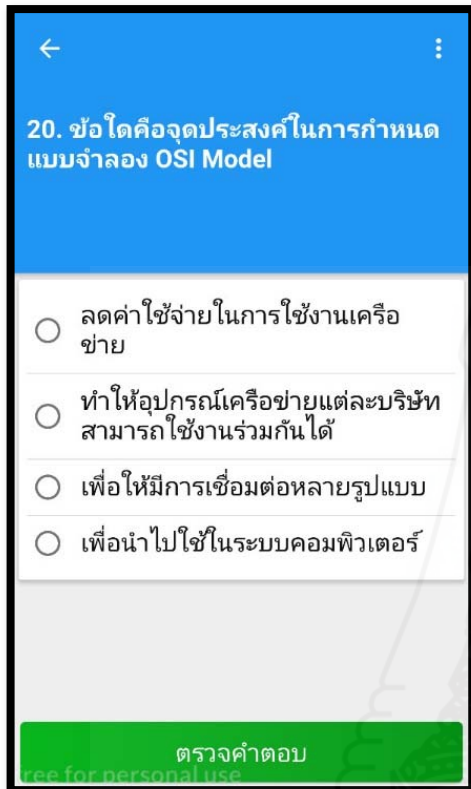 20. ข้อใดคือจุดประสงค์ในการกำหนด
แบบจำลอง OSI Model
ลดค่าใช้จ่ายในการใช้งานเครือ
ข่าย
ทำให้อุปกรณ์เครือข่ายแต่ละบริษัท
สามารถใช้งานร่วมกันได้
เพื่อให้มีการเชื่อมต่อหลายรูปแบบ
เพื่อนำไปใช้ในระบบคอมพิวเตอร์
ตรวจคำตอบ
free for personal use